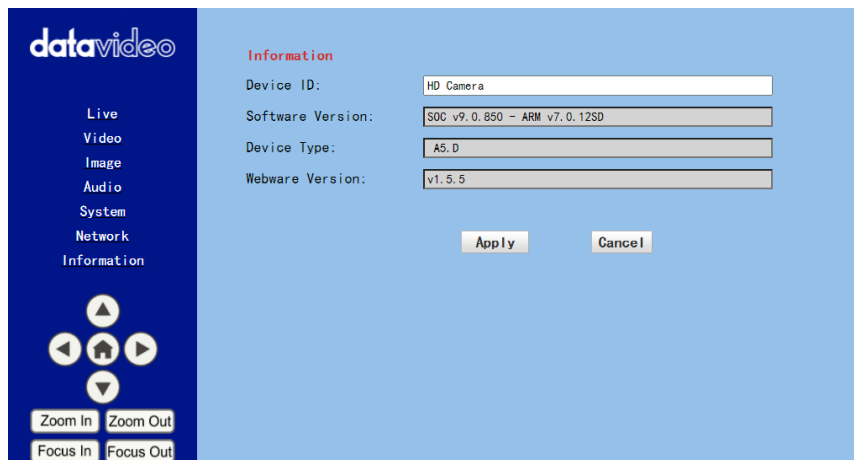 datavideo
Live
Video
Image
Audio
System
Network
Information
Zoom In Zoom Out
Focus In Focus Out
Information
Device ID: HD Camera
Software Version: SOC v9.0.850 - ARM v7.0.12SD
Device Type: A5.D
Webware Version: v1.5.5
Apply Cancel